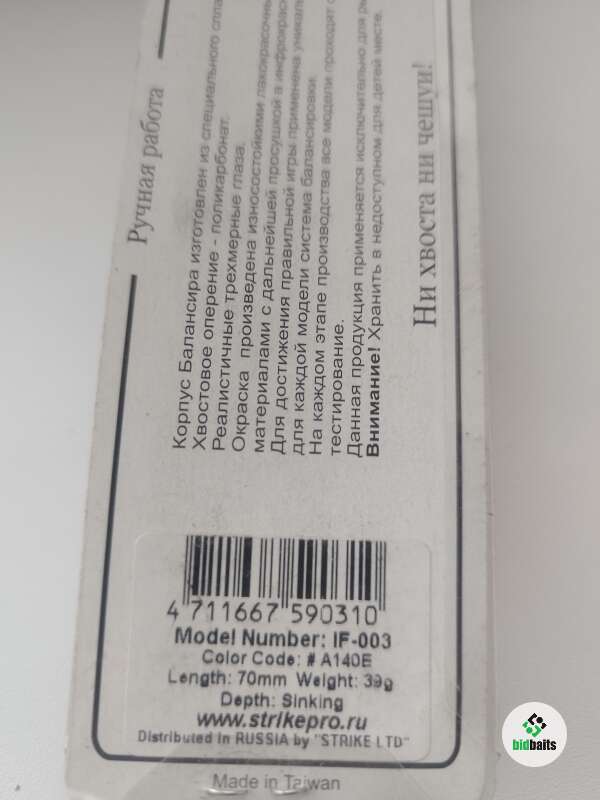 Ручная работа
Корпус Балансира изготовлен из специального
Хвостовое оперение - поликарбонат.
Реалистичные трехмерные глаза.
Окраска произведена износостойкими лакокрасочны
материалами с дальнейшей просушкой в инфрокрас
Для достижения правильной игры применена уникаль
для каждой модели система балансировки.
На каждом этапе производства все модели проходят
тестирование.
Данная продукция применяется исключительно для
Внимание! Хранить в недоступном для детей месте.
Ни хвоста ни чешуи!
4 711667 590310
Model Number: IF-003
Color Code: # A140E
Length: 70mm Weight: 39g
Depth: Sinking
www.strikepro.ru
Distributed in RUSSIA by "STRIKE LTD"
Made in Taiwan
bidbaits